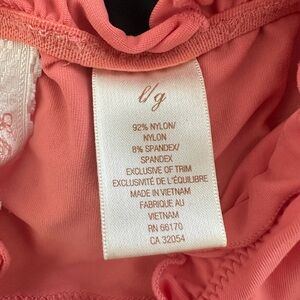 l/g
92% NYLON/
NYLON
8% SPANDEX/
SPANDEX
EXCLUSIVE OF TRIM
EXCLUSIVITÉ DE L'ÉQUILIBRE
MADE IN VIETNAM
FABRIQUE AU
VIETNAM
RN 66170
CA 32054